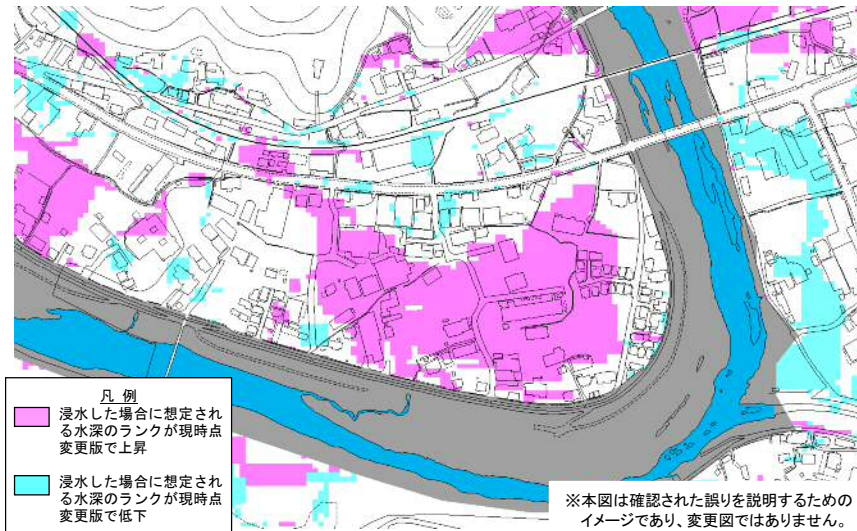 凡 例
浸水した場合に想定され
る水深のランクが現時点
変更版で上昇
浸水した場合に想定され
る水深のランクが現時点
変更版で低下
※本図は確認された誤りを説明するための
イメージであり、変更図ではありません。